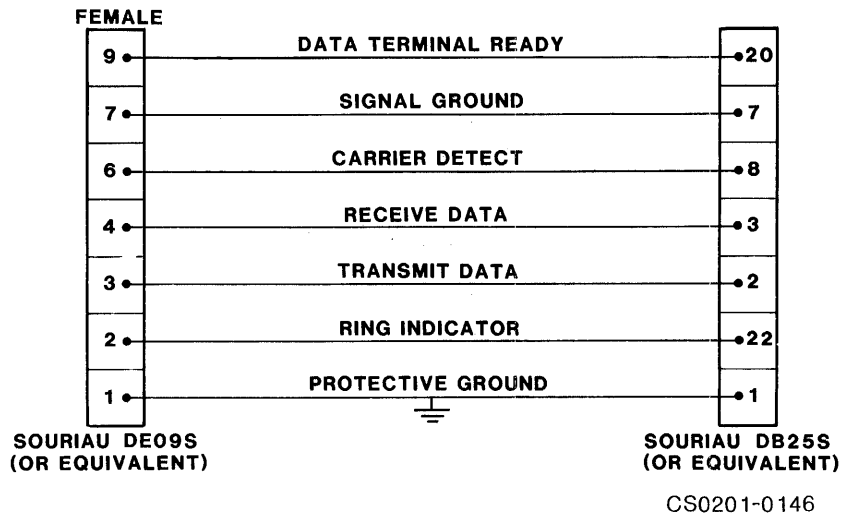 FEMALE
9 DATA TERMINAL READY 20
7 SIGNAL GROUND 7
6 CARRIER DETECT 8
4 RECEIVE DATA 3
3 TRANSMIT DATA 2
2 RING INDICATOR 22
1 PROTECTIVE GROUND 1
SOURIAU DE09S SOURIAU DB25S
(OR EQUIVALENT) (OR EQUIVALENT)
CS0201-0146